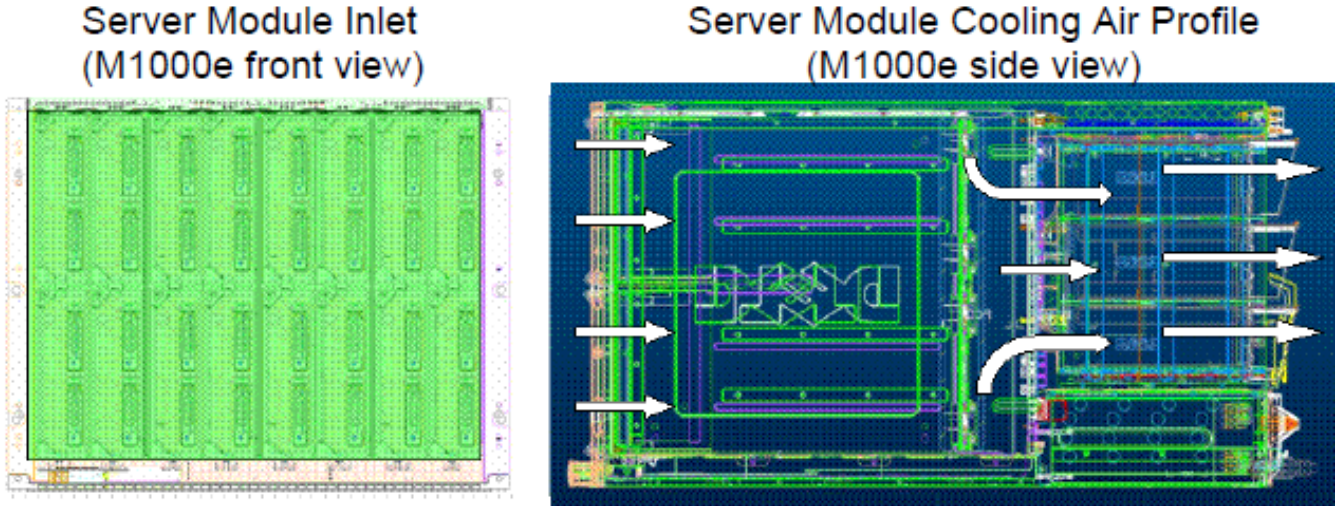 Server Module Inlet
(M1000e front view)
Server Module Cooling Air Profile
(M1000e side view)